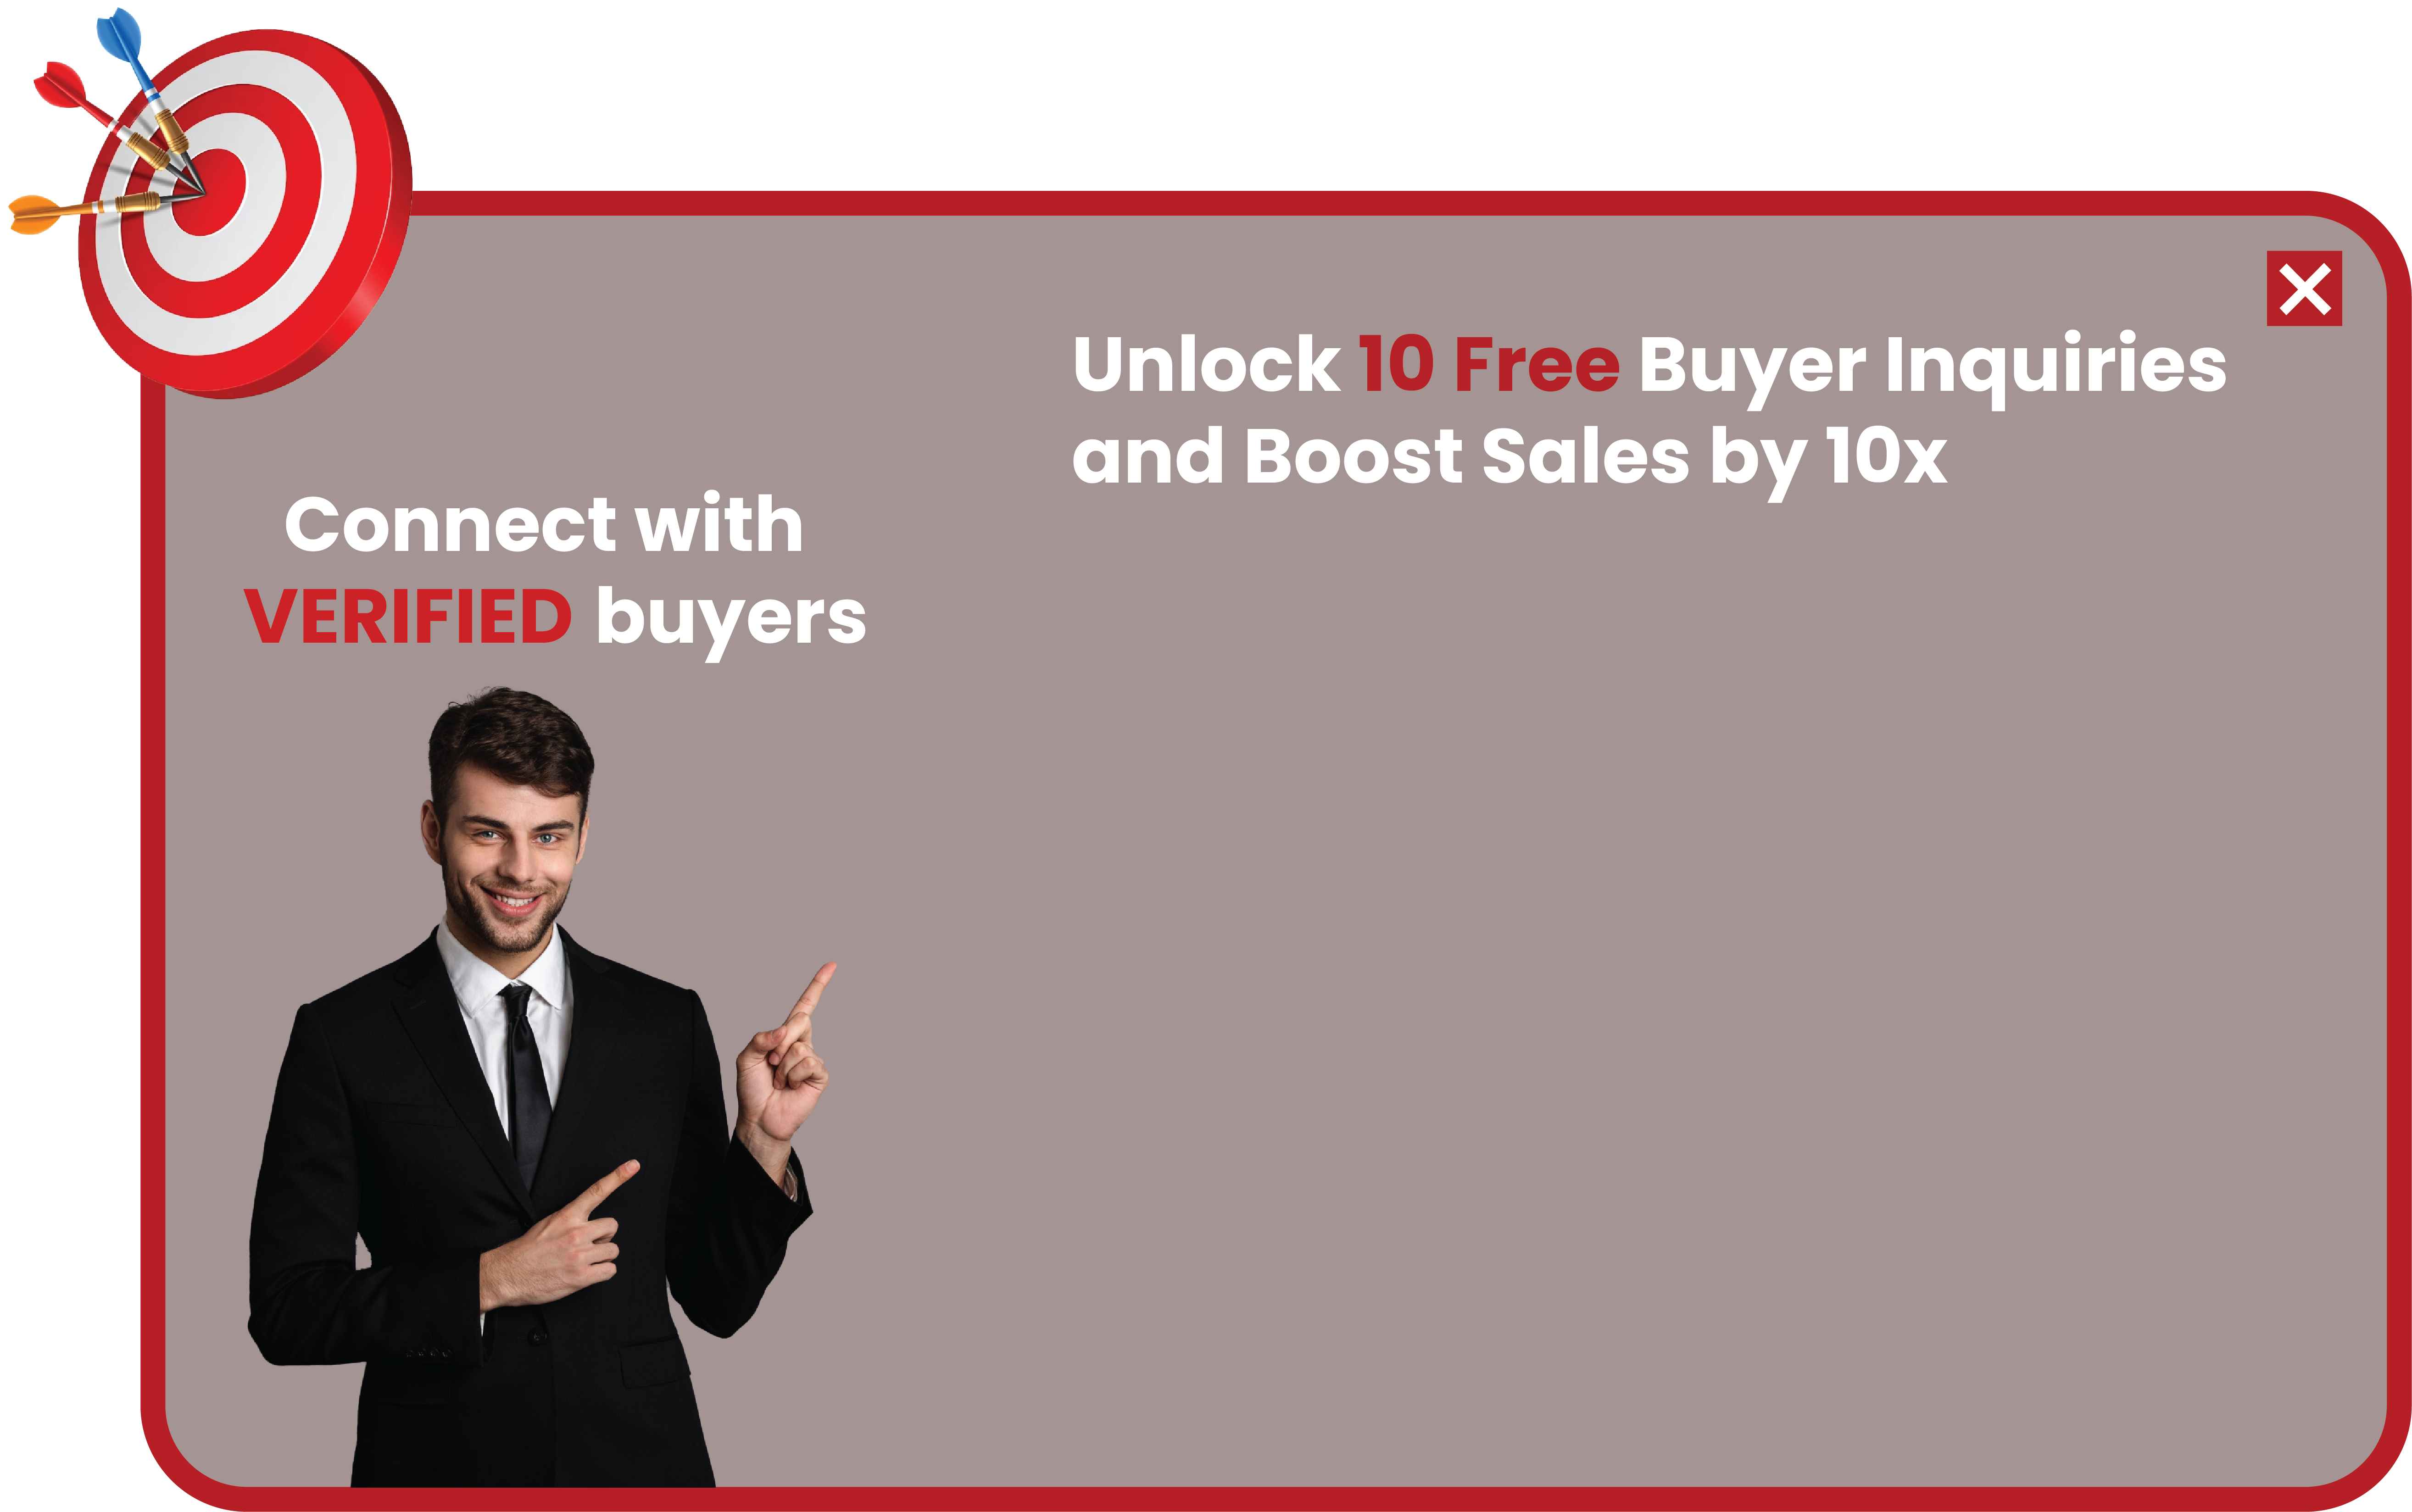 Unlock 10 Free Buyer Inquiries
and Boost Sales by 10x
Connect with
VERIFIED buyers